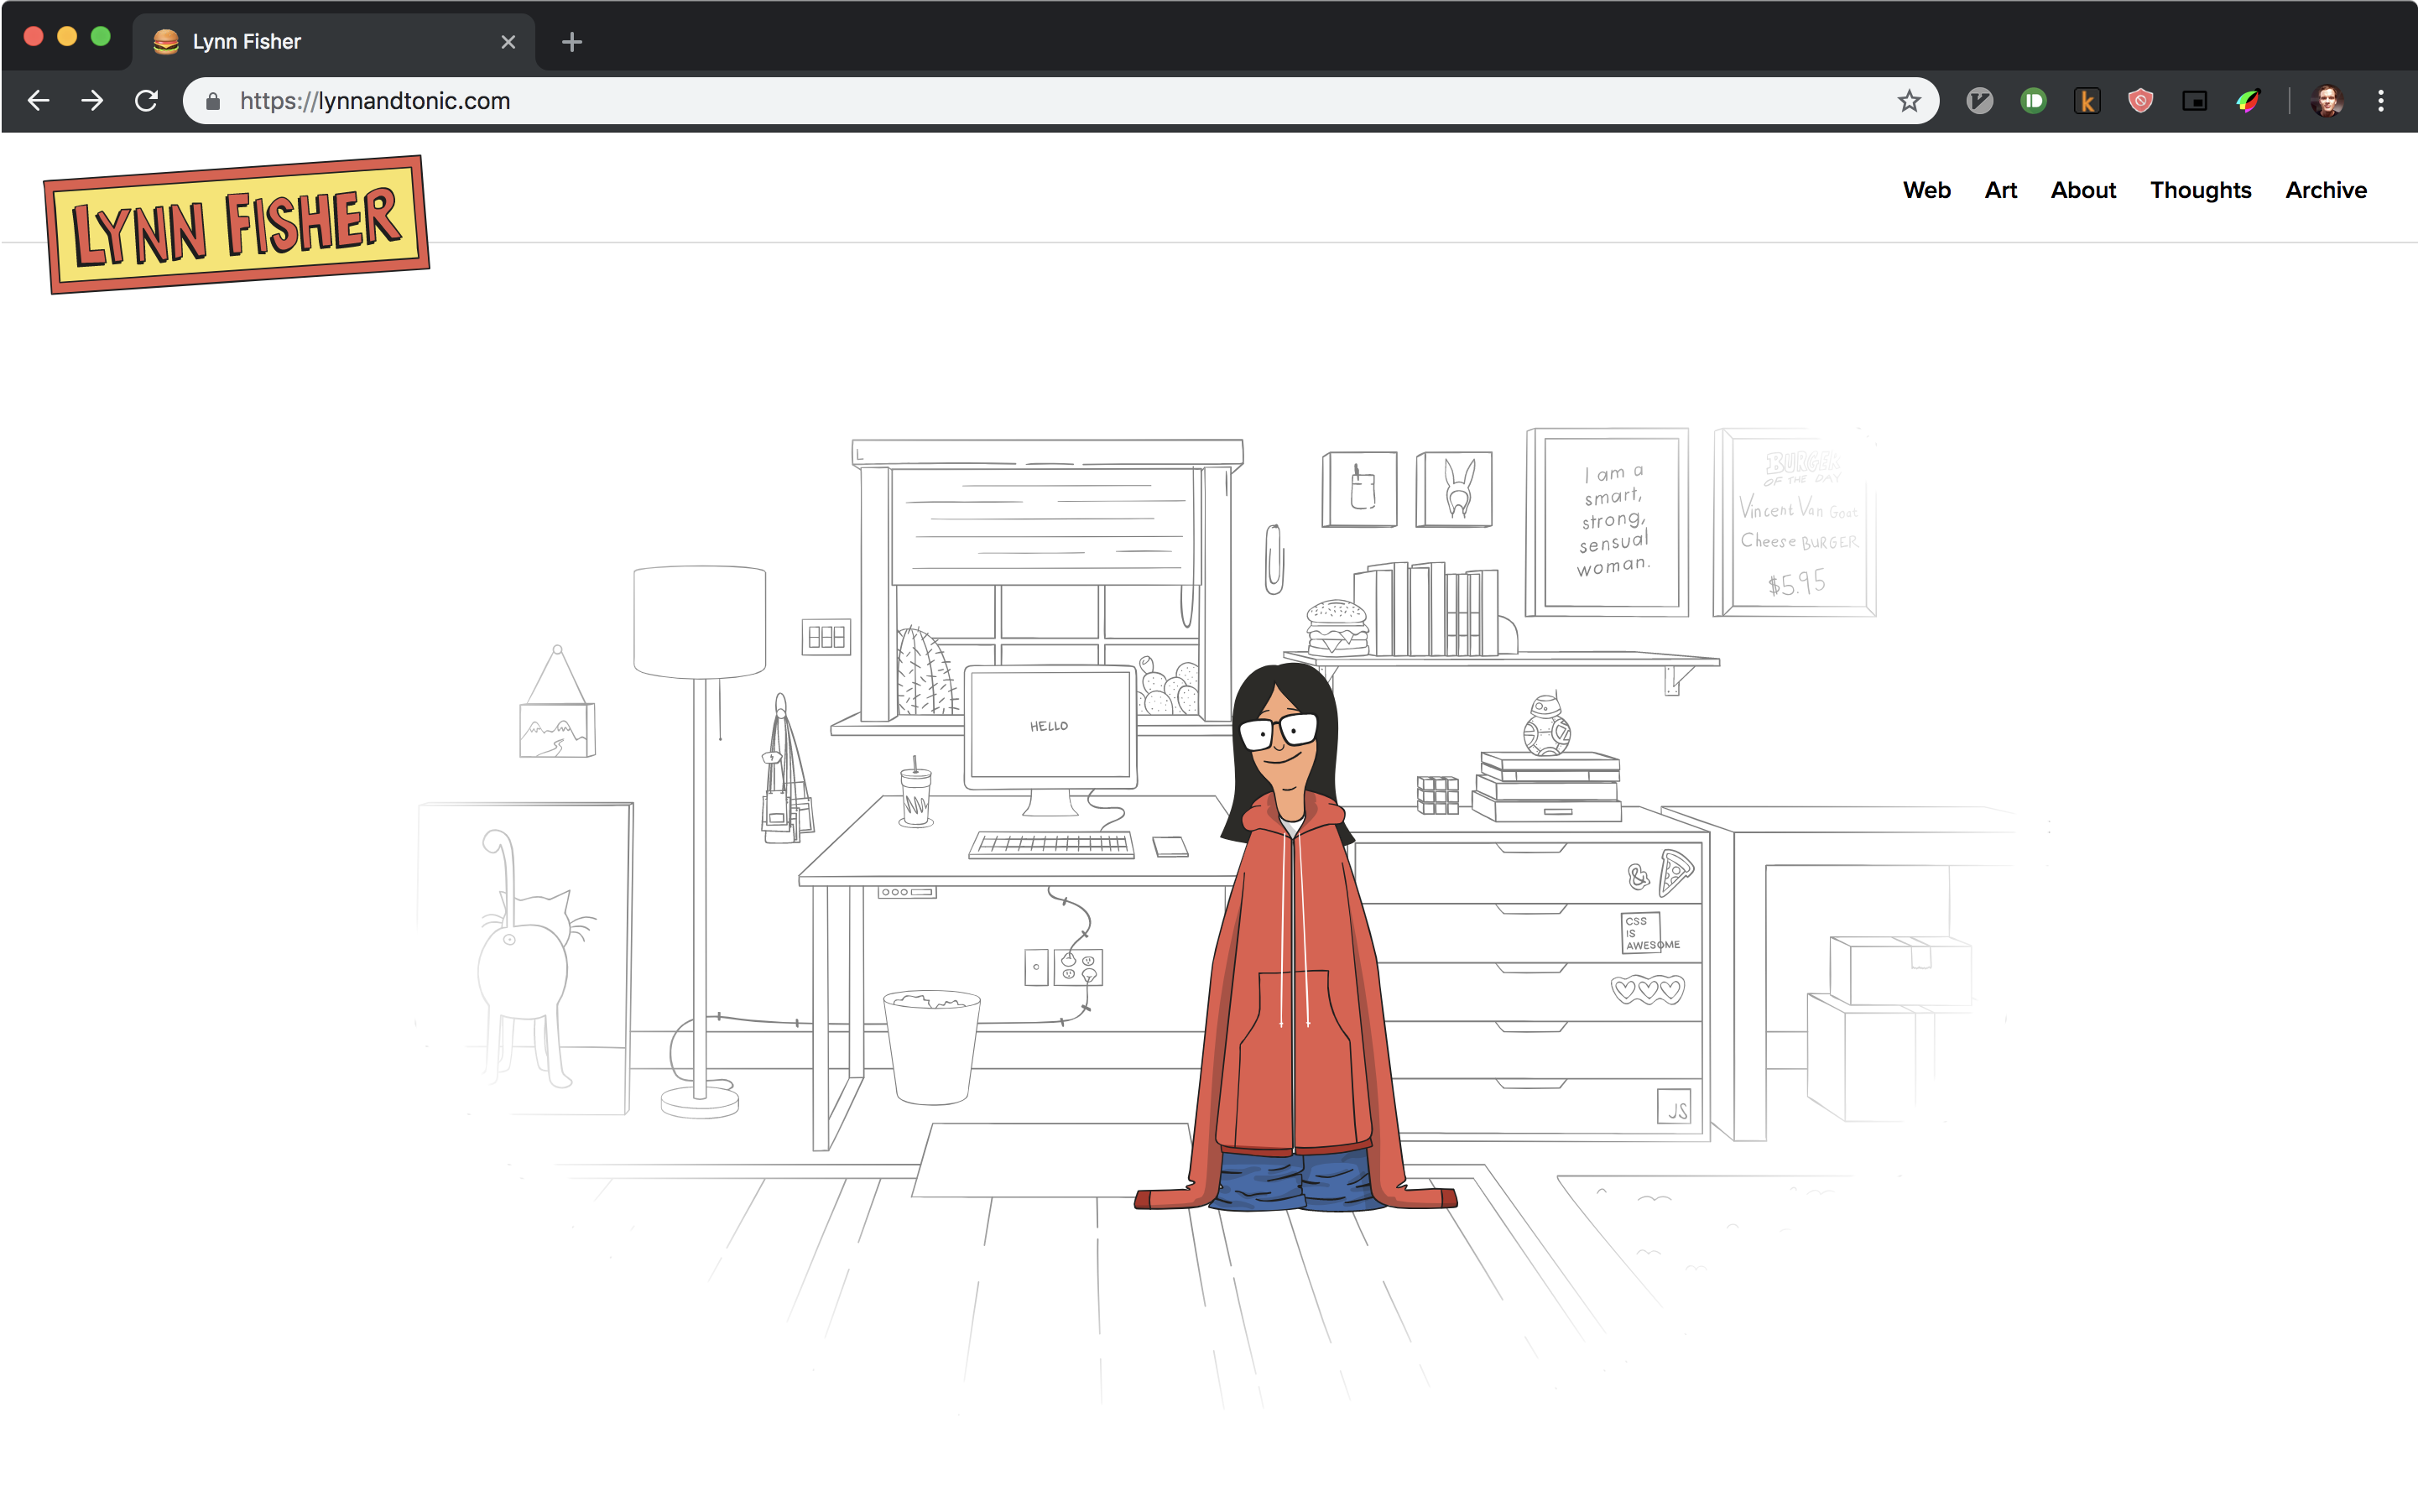 Lynn Fisher
https://lynnandtonic.com
LYNN FISHER
Web Art About Thoughts Archive
I am a
smart,
strong,
sensual
woman.
BURGER
OF THE DAY
Vincent Van Goat
Cheese BURGER
$5.95
HELLO
&
CSS
IS
AWESOME
JS